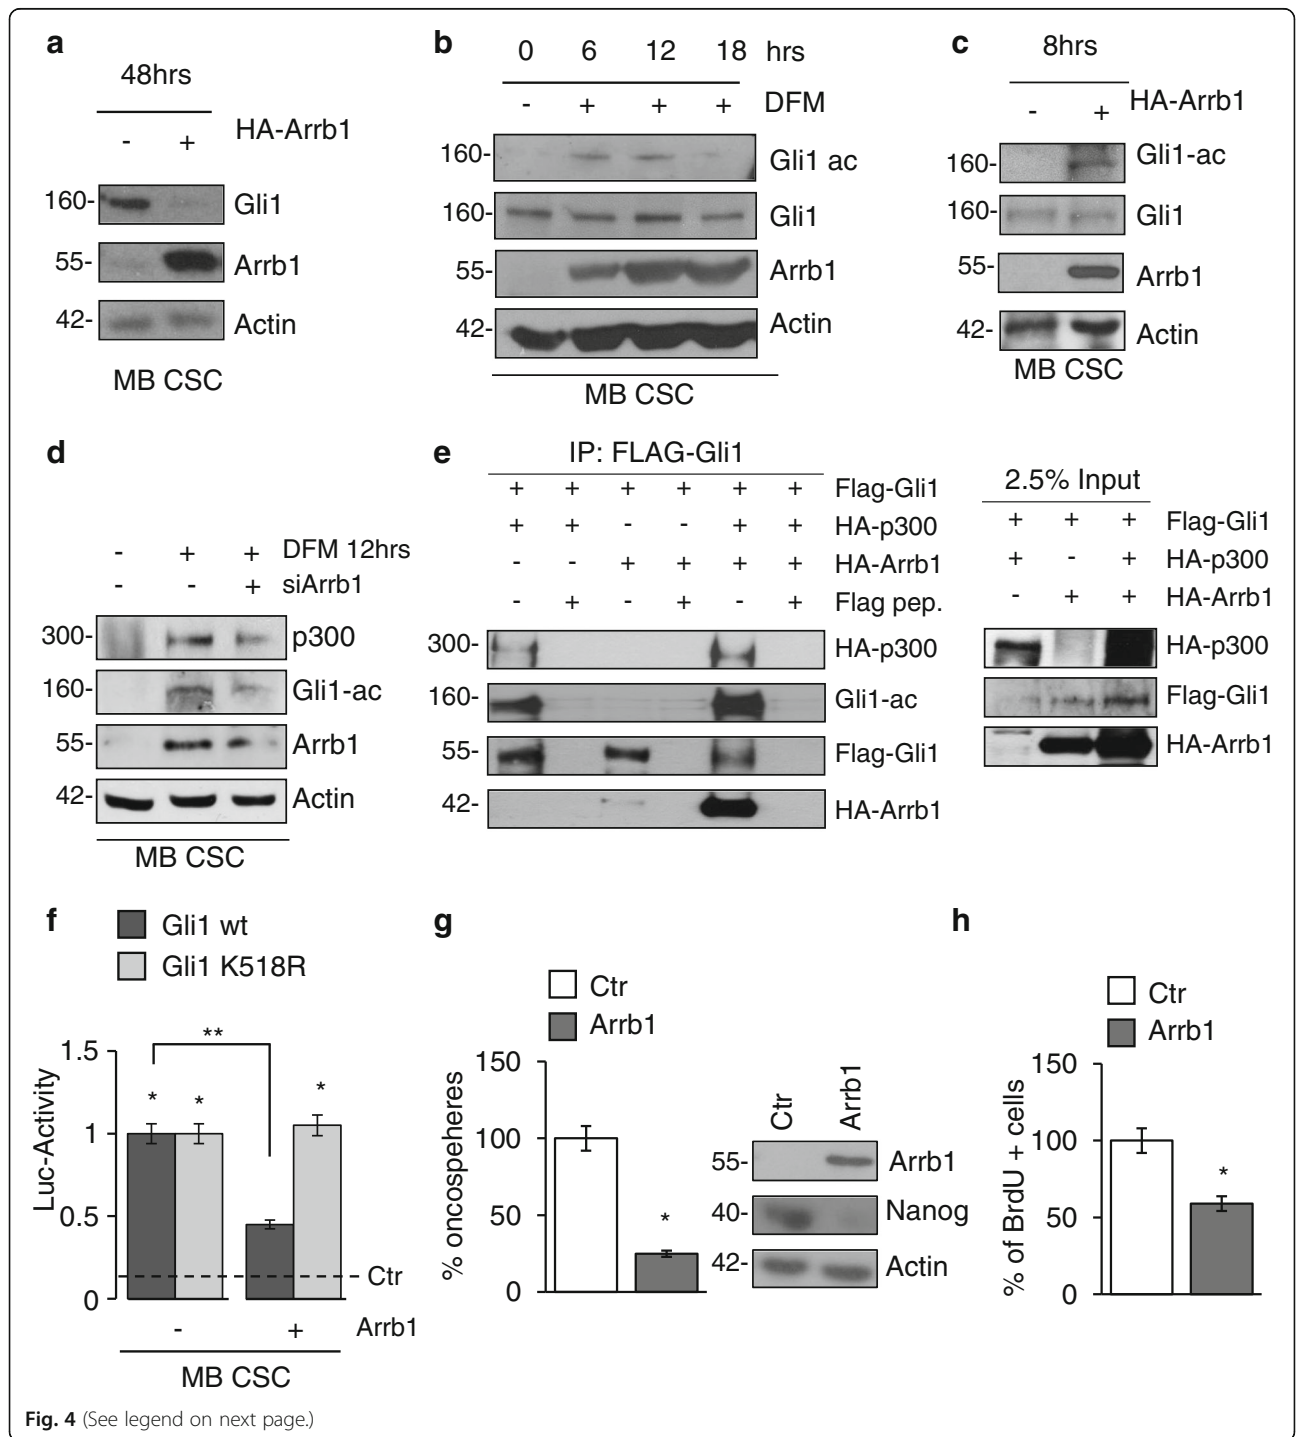 a
48hrs
- + HA-Arrb1
160- Gli1
55- Arrb1
42- Actin
MB CSC
b
0 6 12 18 hrs
- + + + DFM
160- Gli1 ac
160- Gli1
55- Arrb1
42- Actin
MB CSC
c
8hrs
- + HA-Arrb1
160- Gli1-ac
160- Gli1
55- Arrb1
42- Actin
MB CSC
d
- + + DFM 12hrs
- - + siArrb1
300- p300
160- Gli1-ac
55- Arrb1
42- Actin
MB CSC
e
IP: FLAG-Gli1
+ + + + + + Flag-Gli1
+ + - - + + HA-p300
- - + + + + HA-Arrb1
- + - + - + Flag pep.
300- HA-p300
160- Gli1-ac
55- Flag-Gli1
42- HA-Arrb1
2.5% Input
+ + + Flag-Gli1
+ - + HA-p300
- + + HA-Arrb1
HA-p300
Flag-Gli1
HA-Arrb1
f
Gli1 wt
Gli1 K518R
Luc-Activity
1.5
1
0.5
0
* * ** *
Ctr
- + Arrb1
MB CSC
g
Ctr
Arrb1
% oncospeheres
150
100
50
0
*
Ctr Arrb1
55- Arrb1
40- Nanog
42- Actin
h
Ctr
Arrb1
% of BrdU + cells
150
100
50
0
*
Fig. 4 (See legend on next page.)